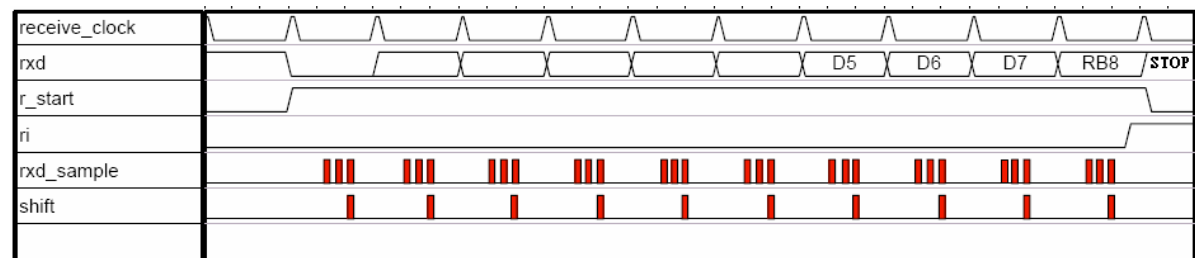 receive_clock
rxd D5 D6 D7 RB8 STOP
r_start
ri
rxd_sample
shift